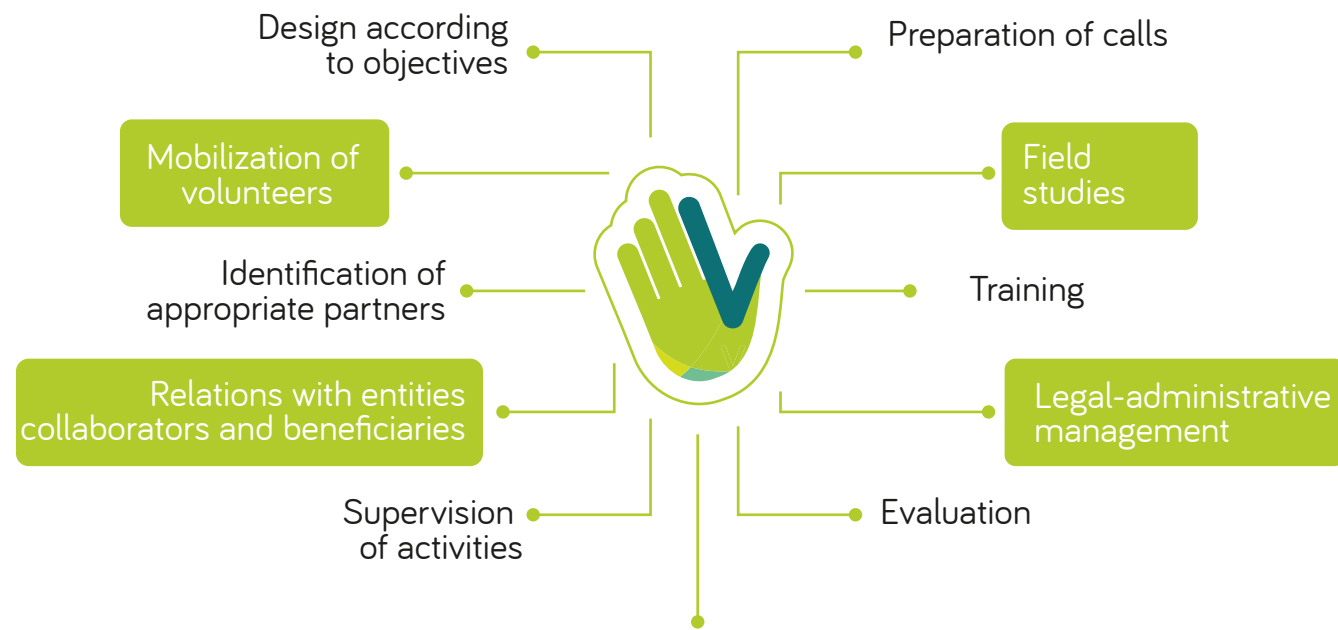 Design according
to objectives
Preparation of calls
Mobilization of
volunteers
Field
studies
Identification of
appropriate partners
Training
Relations with entities
collaborators and beneficiaries
Legal-administrative
management
Supervision
of activities
Evaluation